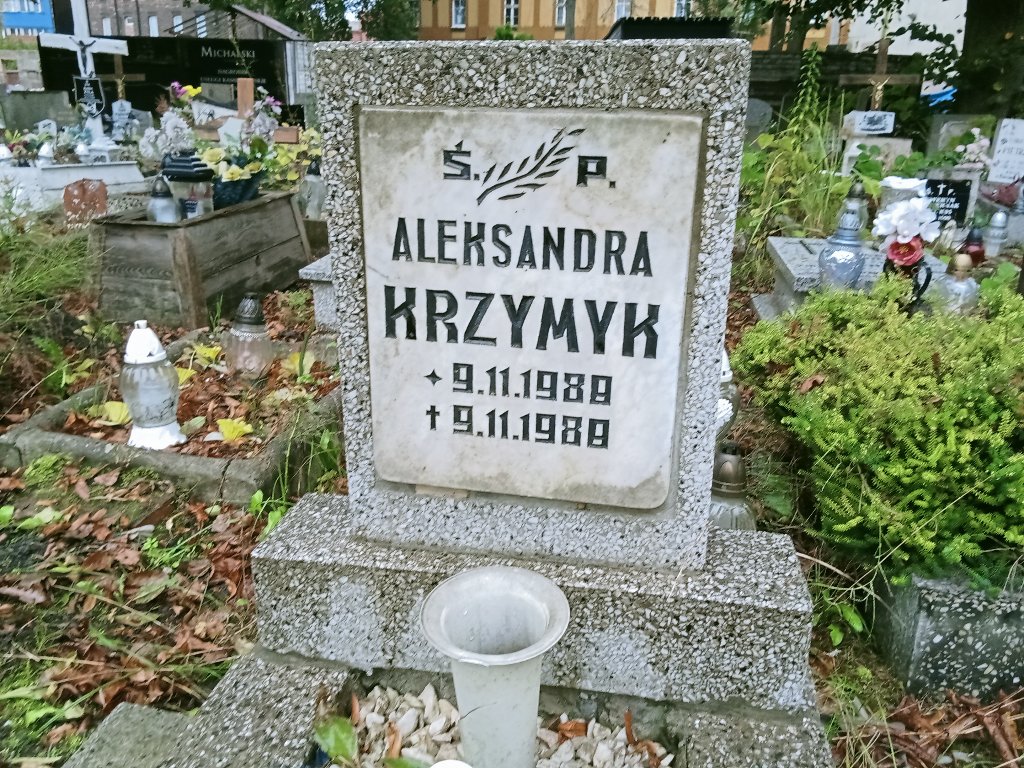 MICHALSKI
Ś. P.
ALEKSANDRA
KRZYMYK
9.11.1989
† 9.11.1989